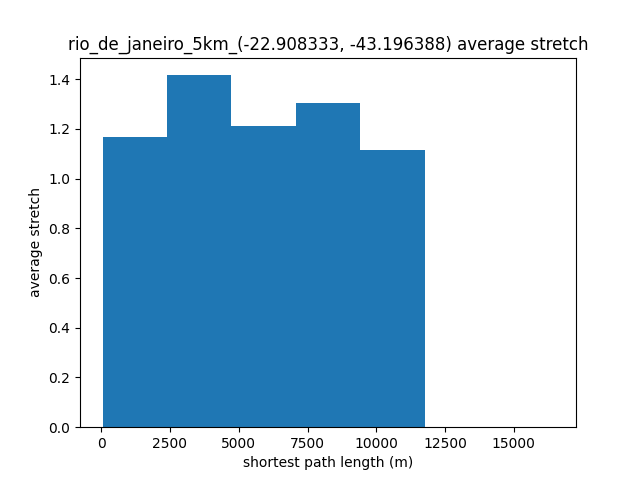 rio_de_janeiro_5km_(-22.908333, -43.196388) average stretch
1.4
1.2
1.0
0.8
0.6
0.4
0.2
0.0
average stretch
0 2500 5000 7500 10000 12500 15000
shortest path length (m)